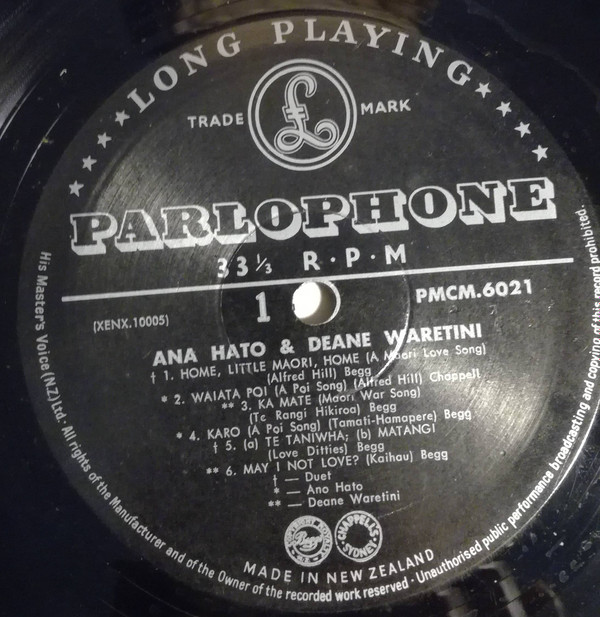 ★★★★ LONG PLAYING ★★★★
TRADE £ MARK
PARLOPHONE
33⅓ R·P·M
1
PMCM.6021
(XENX.10005)
ANA HATO & DEANE WARETINI
† 1. HOME, LITTLE MAORI, HOME (A Maori Love Song)
(Alfred Hill) Begg
* 2. WAIATA POI (A Poi Song) (Alfred Hill) Chappell
** 3. KA MATE (Maori War Song)
(Te Rangi Hikiroa) Begg
* 4. KARO (A Poi Song) (Tamati-Hamapere) Begg
† 5. (a) TE TANIWHA; (b) MATANGI
(Love Ditties) Begg
** 6. MAY I NOT LOVE? (Kaihau) Begg
† — Duet
* — Ano Hato
** — Deane Waretini
Beggs
CHAPPELL'S SYDNEY
MADE IN NEW ZEALAND
His Master's Voice (NZ) Ltd· All rights of the Manufacturer and of the Owner of the recorded work reserved · Unauthorised public performance broadcasting and copying of this record prohibited.